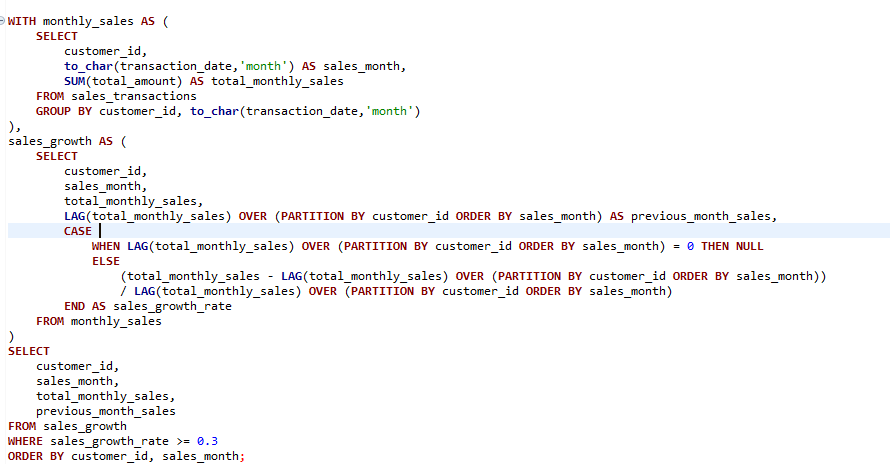 WITH monthly_sales AS (
    SELECT
        customer_id,
        to_char(transaction_date,'month') AS sales_month,
        SUM(total_amount) AS total_monthly_sales
    FROM sales_transactions
    GROUP BY customer_id, to_char(transaction_date,'month')
),
sales_growth AS (
    SELECT
        customer_id,
        sales_month,
        total_monthly_sales,
        LAG(total_monthly_sales) OVER (PARTITION BY customer_id ORDER BY sales_month) AS previous_month_sales,
        CASE
            WHEN LAG(total_monthly_sales) OVER (PARTITION BY customer_id ORDER BY sales_month) = 0 THEN NULL
            ELSE
                (total_monthly_sales - LAG(total_monthly_sales) OVER (PARTITION BY customer_id ORDER BY sales_month))
                / LAG(total_monthly_sales) OVER (PARTITION BY customer_id ORDER BY sales_month)
        END AS sales_growth_rate
    FROM monthly_sales
)
SELECT
    customer_id,
    sales_month,
    total_monthly_sales,
    previous_month_sales
FROM sales_growth
WHERE sales_growth_rate >= 0.3
ORDER BY customer_id, sales_month;